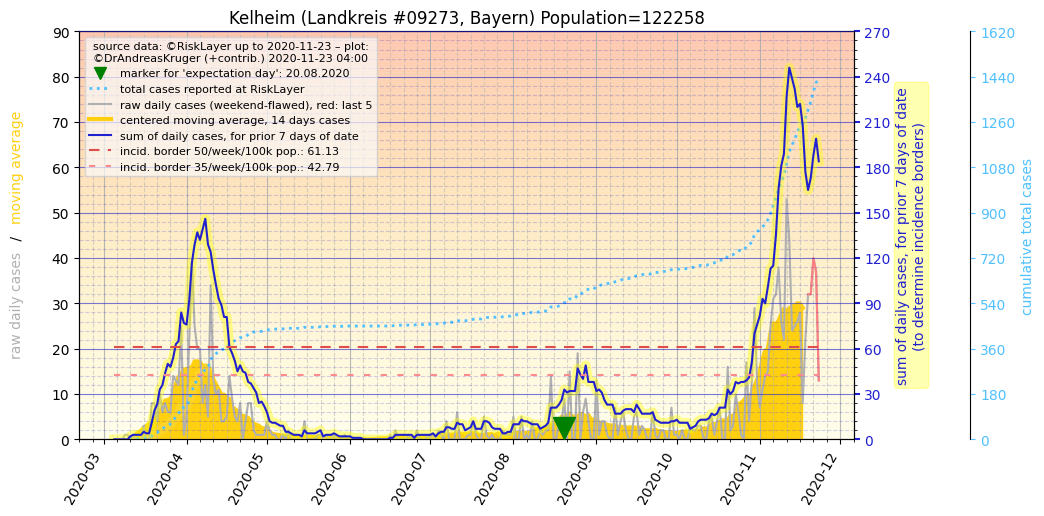 Kelheim (Landkreis #09273, Bayern) Population=122258
source data: ©RiskLayer up to 2020-11-23 – plot:
©DrAndreasKruger (+contrib.) 2020-11-23 04:00
marker for 'expectation day': 20.08.2020
total cases reported at RiskLayer
raw daily cases (weekend-flawed), red: last 5
centered moving average, 14 days cases
sum of daily cases, for prior 7 days of date
incid. border 50/week/100k pop.: 61.13
incid. border 35/week/100k pop.: 42.79
raw daily cases / moving average
90
80
70
60
50
40
30
20
10
0
2020-03
2020-04
2020-05
2020-06
2020-07
2020-08
2020-09
2020-10
2020-11
2020-12
270
240
210
180
150
120
90
60
30
0
sum of daily cases, for prior 7 days of date
(to determine incidence borders)
1620
1440
1260
1080
900
720
540
360
180
0
cumulative total cases